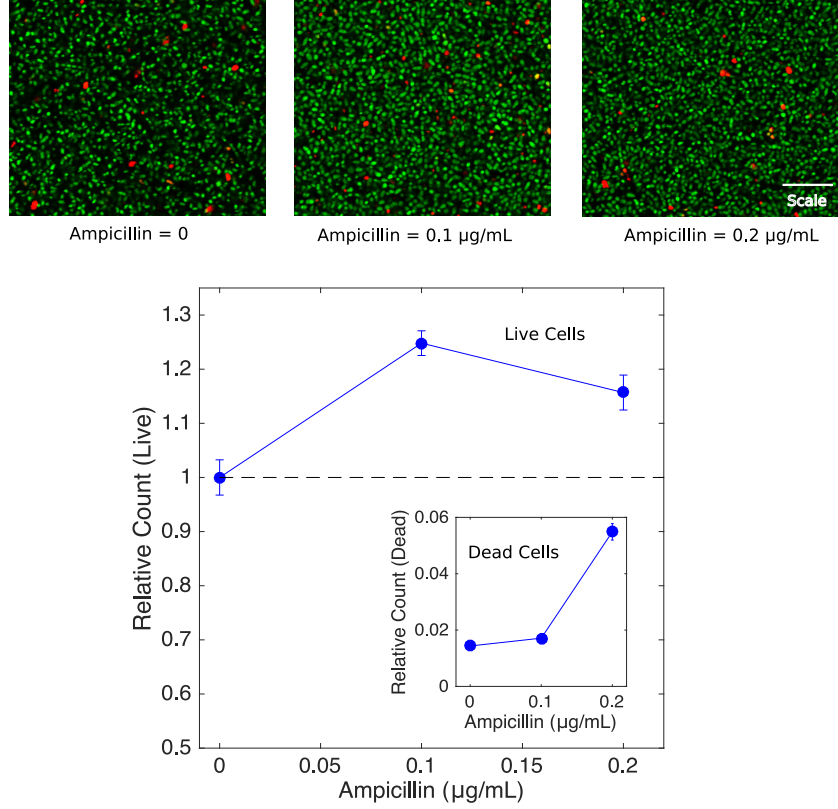 Scale
Ampicillin = 0
Ampicillin = 0.1 µg/mL
Ampicillin = 0.2 µg/mL
1.3
1.2
1.1
1
0.9
0.8
0.7
0.6
0.5
Relative Count (Live)
Live Cells
0.06
0.04
0.02
0
Relative Count (Dead)
Dead Cells
0
0.1
0.2
Ampicillin (µg/mL)
0
0.05
0.1
0.15
0.2
Ampicillin (µg/mL)